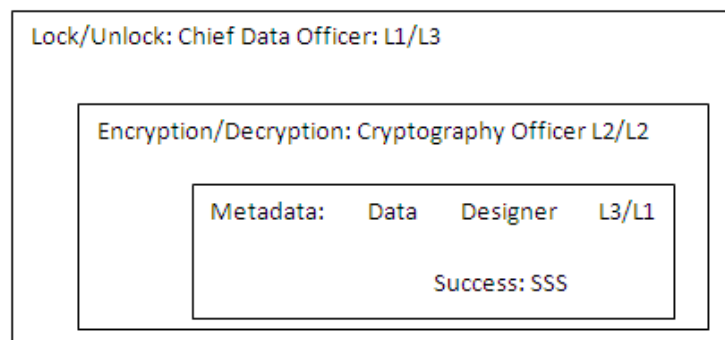 Lock/Unlock: Chief Data Officer: L1/L3
Encryption/Decryption: Cryptography Officer L2/L2
Metadata: Data Designer L3/L1
Success: SSS